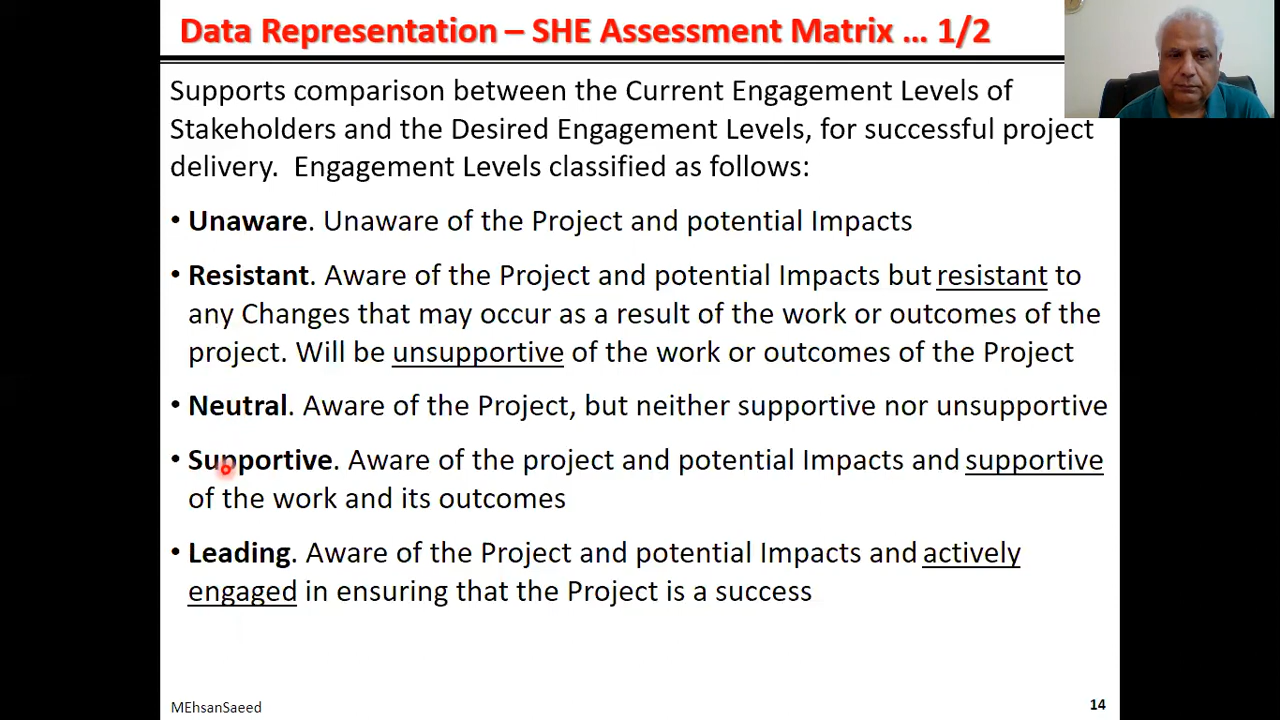 Data Representation – SHE Assessment Matrix … 1/2
Supports comparison between the Current Engagement Levels of
Stakeholders and the Desired Engagement Levels, for successful project
delivery.  Engagement Levels classified as follows:
• Unaware. Unaware of the Project and potential Impacts
• Resistant. Aware of the Project and potential Impacts but resistant to
any Changes that may occur as a result of the work or outcomes of the
project. Will be unsupportive of the work or outcomes of the Project
• Neutral. Aware of the Project, but neither supportive nor unsupportive
• Supportive. Aware of the project and potential Impacts and supportive
of the work and its outcomes
• Leading. Aware of the Project and potential Impacts and actively
engaged in ensuring that the Project is a success
MEhsanSaeed
14